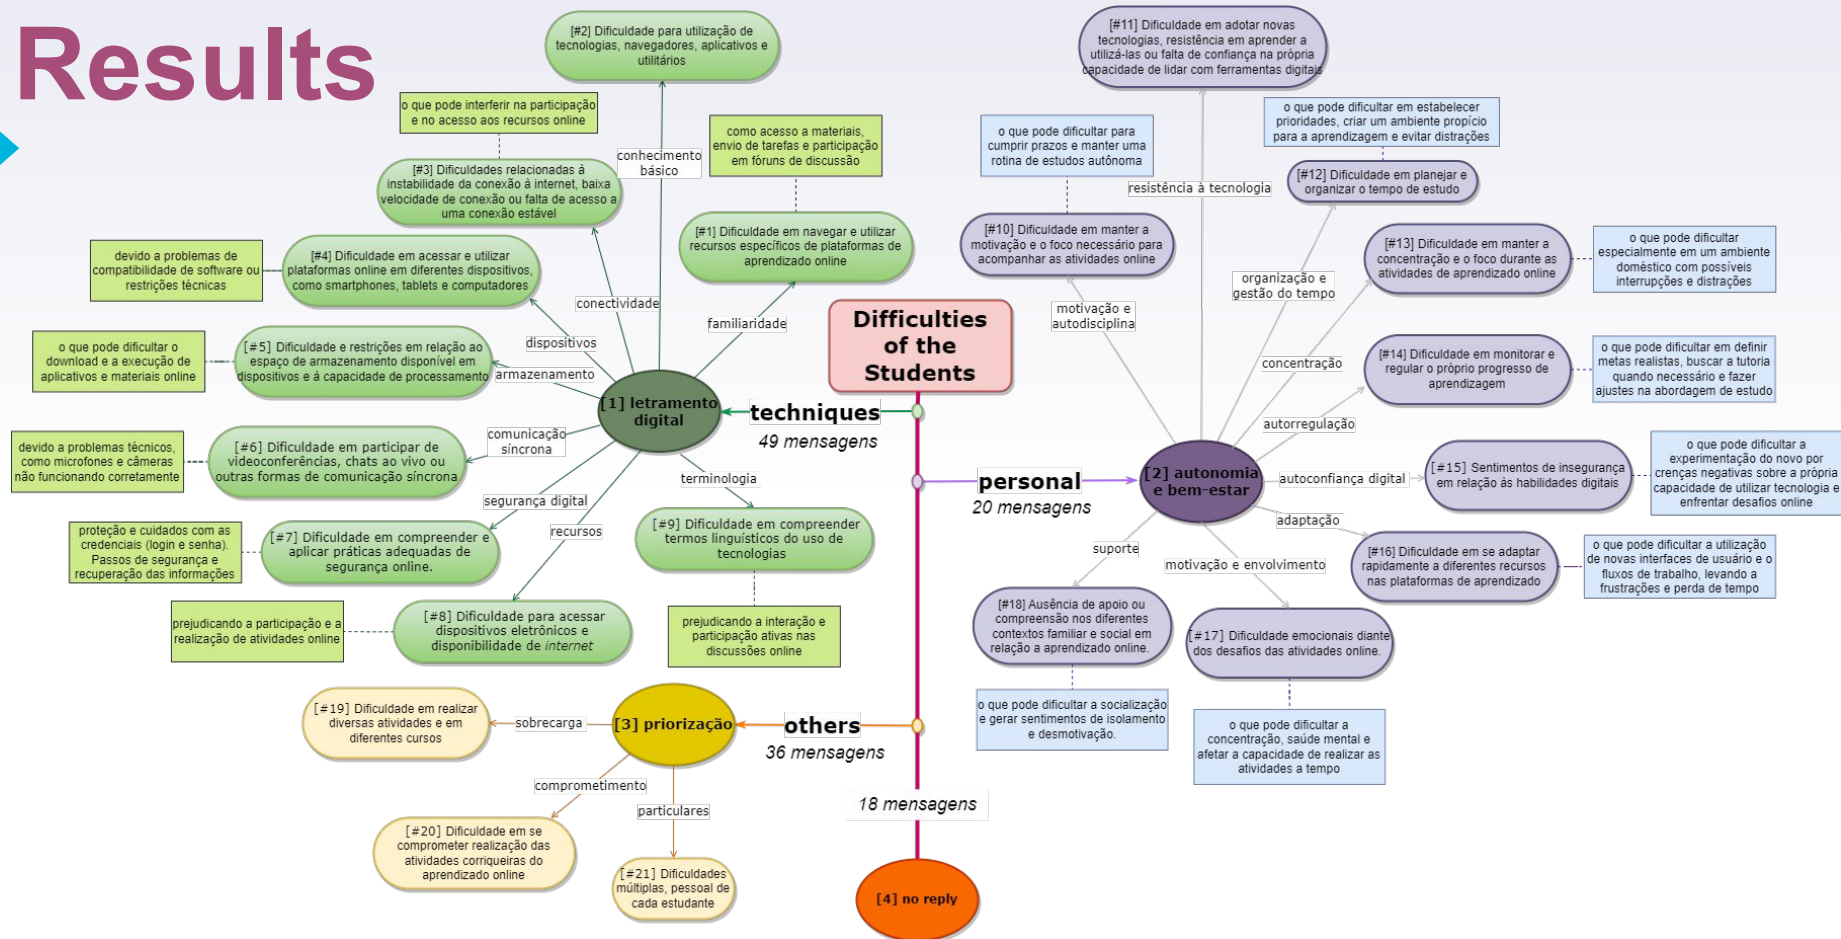 Results
[#2] Dificuldade para utilização de
tecnologias, navegadores, aplicativos e
utilitários
o que pode interferir na participação
e no acesso aos recursos online
[#3] Dificuldades relacionadas à
instabilidade da conexão à internet, baixa
velocidade de conexão ou falta de acesso a
uma conexão estável
conhecimento
básico
como acesso a materiais,
envio de tarefas e participação
em fóruns de discussão
[#1] Dificuldade em navegar e utilizar
recursos específicos de plataformas de
aprendizado online
devido a problemas de
compatibilidade de software ou
restrições técnicas
[#4] Dificuldade em acessar e utilizar
plataformas online em diferentes dispositivos,
como smartphones, tablets e computadores
conectividade
familiaridade
dispositivos
o que pode dificultar o
download e a execução de
aplicativos e materiais online
[#5] Dificuldade e restrições em relação ao
espaço de armazenamento disponível em
dispositivos e à capacidade de processamento
armazenamento
[1] letramento
digital
devido a problemas técnicos,
como microfones e câmeras
não funcionando corretamente
[#6] Dificuldade em participar de
videoconferências, chats ao vivo ou
outras formas de comunicação síncrona
comunicação
síncrona
segurança digital
recursos
terminologia
proteção e cuidados com as
credenciais (login e senha).
Passos de segurança e
recuperação das informações
[#7] Dificuldade em compreender e
aplicar práticas adequadas de
segurança online.
[#9] Dificuldade em compreender
termos linguísticos do uso de
tecnologias
prejudicando a participação e a
realização de atividades online
[#8] Dificuldade para acessar
dispositivos eletrônicos e
disponibilidade de internet
prejudicando a interação e
participação ativas nas
discussões online
Difficulties
of the
Students
techniques
49 mensagens
personal
20 mensagens
others
36 mensagens
18 mensagens
[4] no reply
[3] priorização
sobrecarga
[#19] Dificuldade em realizar
diversas atividades e em
diferentes cursos
comprometimento
[#20] Dificuldade em se
comprometer realização das
atividades corriqueiras do
aprendizado online
particulares
[#21] Dificuldades
múltiplas, pessoal de
cada estudante
[#11] Dificuldade em adotar novas
tecnologias, resistência em aprender a
utilizá-las ou falta de confiança na própria
capacidade de lidar com ferramentas digitais
o que pode dificultar para
cumprir prazos e manter uma
rotina de estudos autônoma
o que pode dificultar em estabelecer
prioridades, criar um ambiente propício
para a aprendizagem e evitar distrações
resistência à tecnologia
[#12] Dificuldade em planejar e
organizar o tempo de estudo
[#10] Dificuldade em manter a
motivação e o foco necessário para
acompanhar as atividades online
[#13] Dificuldade em manter a
concentração e o foco durante as
atividades de aprendizado online
o que pode dificultar
especialmente em um ambiente
doméstico com possíveis
interrupções e distrações
organização e
gestão do tempo
motivação e
autodisciplina
concentração
[#14] Dificuldade em monitorar e
regular o próprio progresso de
aprendizagem
o que pode dificultar em definir
metas realistas, buscar a tutoria
quando necessário e fazer
ajustes na abordagem de estudo
autorregulação
[2] autonomia
e bem-estar
autoconfiança digital
[#15] Sentimentos de insegurança
em relação às habilidades digitais
o que pode dificultar a
experimentação do novo por
crenças negativas sobre a própria
capacidade de utilizar tecnologia e
enfrentar desafios online
adaptação
[#16] Dificuldade em se adaptar
rapidamente a diferentes recursos
nas plataformas de aprendizado
o que pode dificultar a utilização
de novas interfaces de usuário e o
fluxos de trabalho, levando a
frustrações e perda de tempo
suporte
motivação e envolvimento
[#18] Ausência de apoio ou
compreensão nos diferentes
contextos familiar e social em
relação a aprendizado online.
[#17] Dificuldade emocionais diante
dos desafios das atividades online.
o que pode dificultar a socialização
e gerar sentimentos de isolamento
e desmotivação.
o que pode dificultar a
concentração, saúde mental e
afetar a capacidade de realizar as
atividades a tempo